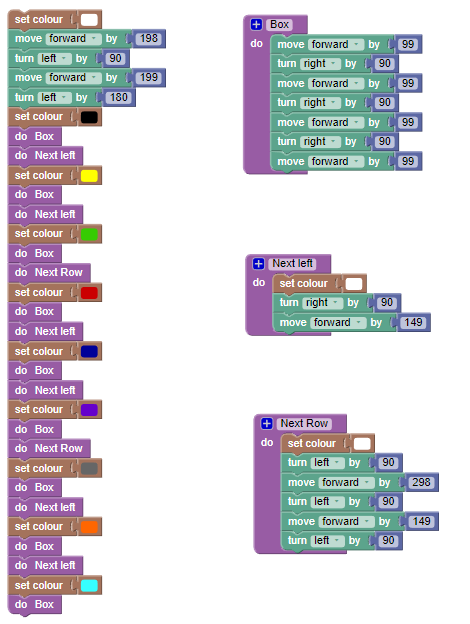 set colour
move forward by 198
turn left by 90
move forward by 199
turn left by 180
set colour
do Box
do Next left
set colour
do Box
do Next left
set colour
do Box
do Next Row
set colour
do Box
do Next left
set colour
do Box
do Next left
set colour
do Box
do Next Row
set colour
do Box
do Next left
set colour
do Box
do Next left
set colour
do Box
Box
do move forward by 99
turn right by 90
move forward by 99
turn right by 90
move forward by 99
turn right by 90
move forward by 99
Next left
do set colour
turn right by 90
move forward by 149
Next Row
do set colour
turn left by 90
move forward by 298
turn left by 90
move forward by 149
turn left by 90